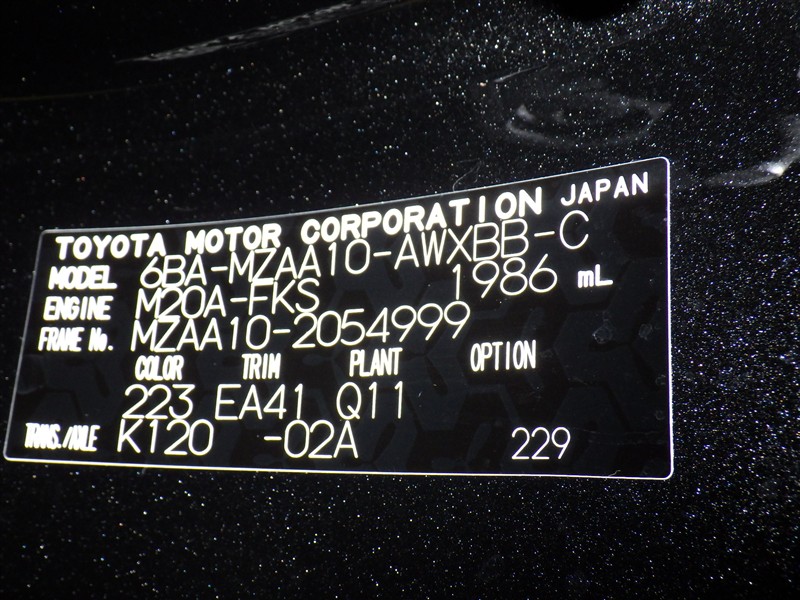 TOYOTA MOTOR CORPORATION JAPAN
MODEL 6BA-MZAA10-AWXBB-C
ENGINE M20A-FKS 1986 mL
FRAME No. MZAA10-2054999
COLOR TRIM PLANT OPTION
223 EA41 Q11
TRANS./AXLE K120 -02A 229